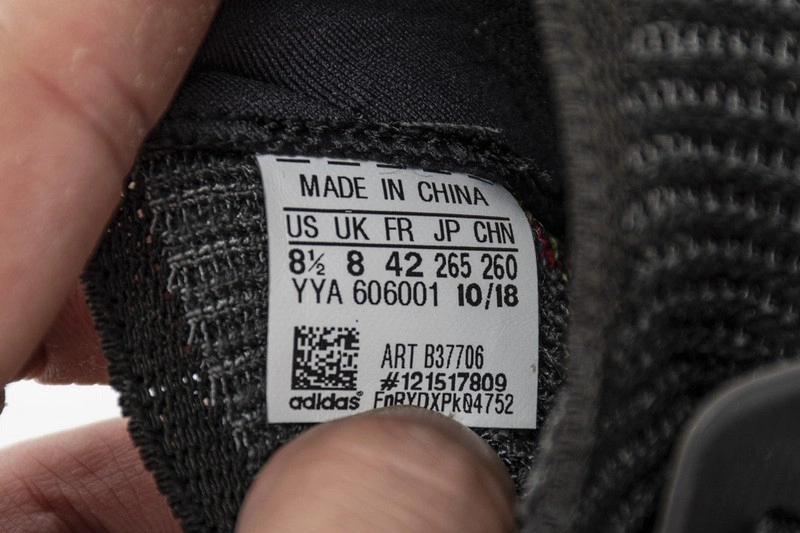 MADE IN CHINA
US UK FR JP CHN
8½ 8 42 265 260
YYA 606001 10/18
ART B37706
#121517809
adidas® EnRYDXPkQ4752